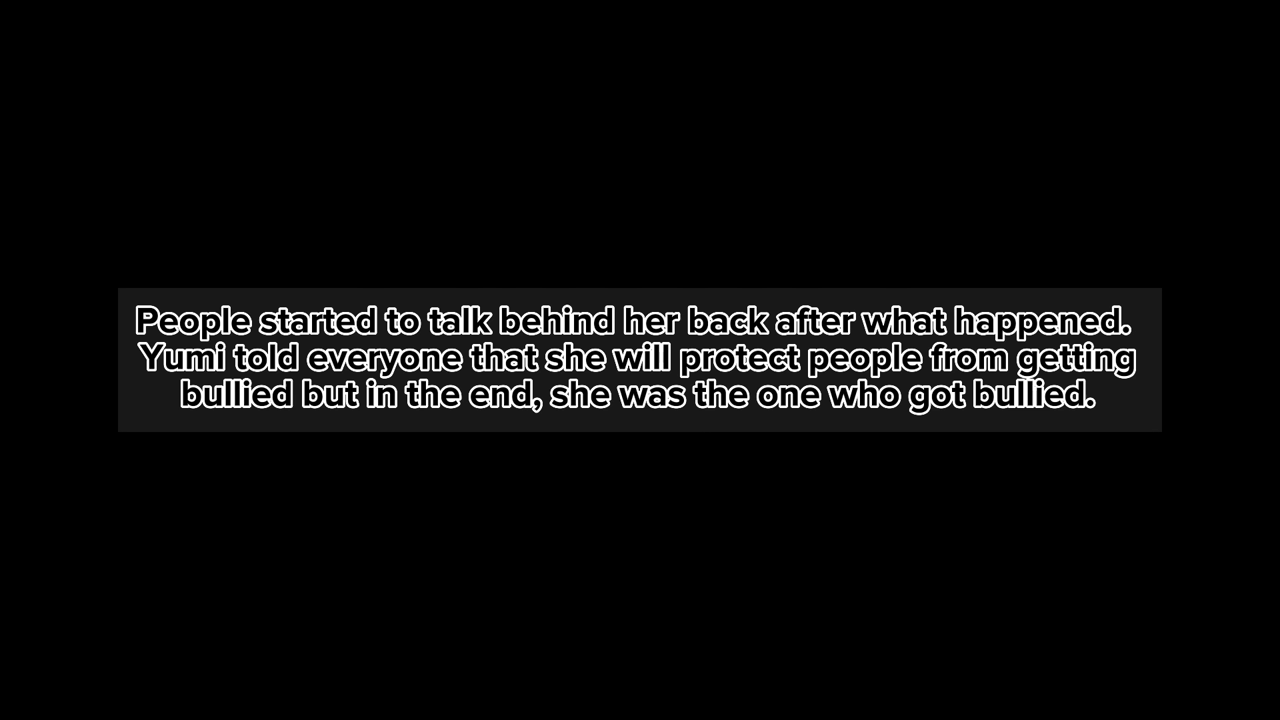 People started to talk behind her back after what happened.
Yumi told everyone that she will protect people from getting
bullied but in the end, she was the one who got bullied.